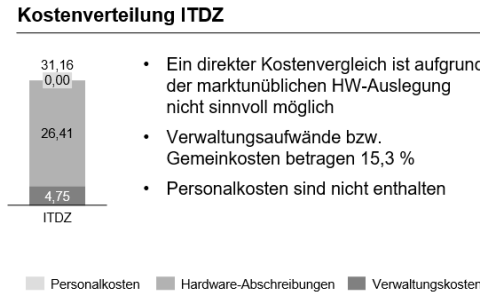 Kostenverteilung ITDZ
31,16
0,00
26,41
4,75
ITDZ
• Ein direkter Kostenvergleich ist aufgrund
der marktunüblichen HW-Auslegung
nicht sinnvoll möglich
• Verwaltungsaufwände bzw.
Gemeinkosten betragen 15,3 %
• Personalkosten sind nicht enthalten
Personalkosten Hardware-Abschreibungen Verwaltungskosten